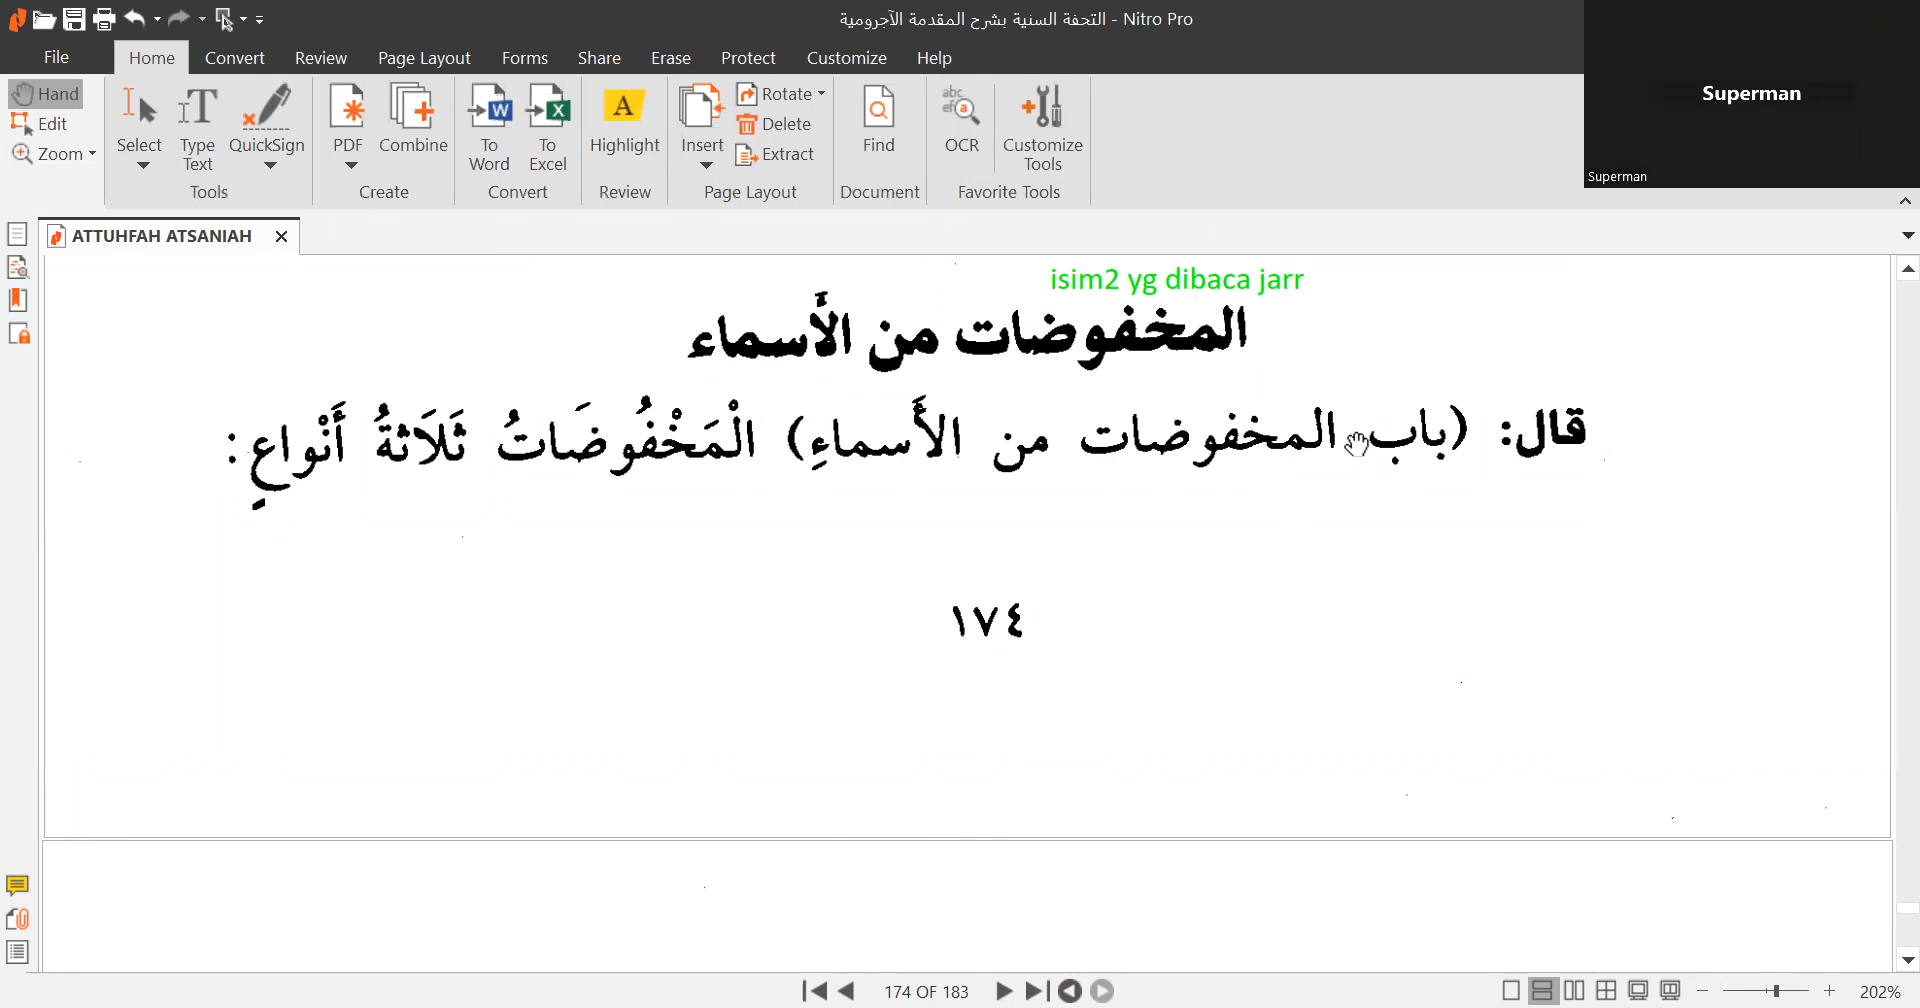 التحفة السنية بشرح المقدمة الآجرومية - Nitro Pro
File Home Convert Review Page Layout Forms Share Erase Protect Customize Help
Superman
Superman
Hand
Edit
Zoom
Select
Type Text
QuickSign
Tools
PDF
Combine
Create
To Word
To Excel
Convert
Highlight
Review
Insert
Rotate
Delete
Extract
Page Layout
Find
Document
OCR
Customize Tools
Favorite Tools
ATTUHFAH ATSANIAH
isim2 yg dibaca jarr
المخفوضات من الأسماء
قال: (باب المخفوضات من الأَسماءِ) الْمَخْفُوضَاتُ ثَلَاثَةُ أَنْواعٍ:
١٧٤
174 OF 183
202%